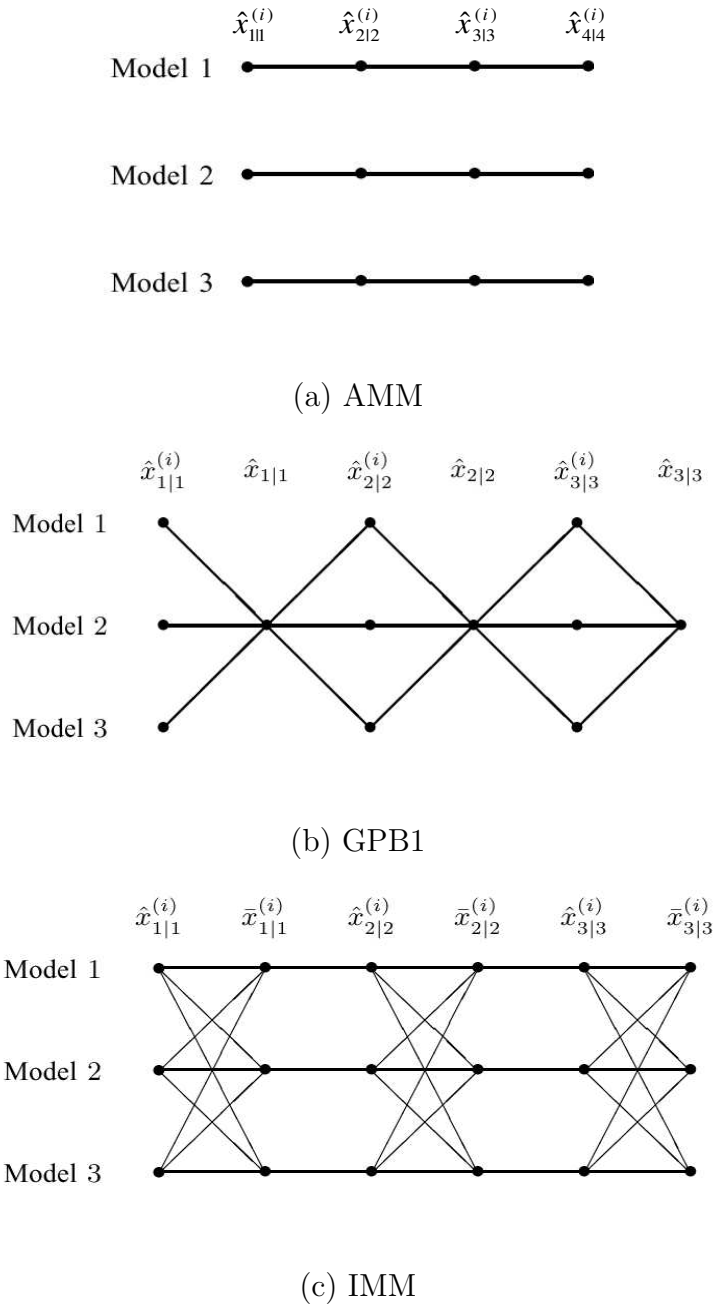 x̂₁|₁⁽ⁱ⁾ x̂₂|₂⁽ⁱ⁾ x̂₃|₃⁽ⁱ⁾ x̂₄|₄⁽ⁱ⁾
Model 1
Model 2
Model 3
(a) AMM
x̂₁|₁⁽ⁱ⁾ x̂₁|₁ x̂₂|₂⁽ⁱ⁾ x̂₂|₂ x̂₃|₃⁽ⁱ⁾ x̂₃|₃
Model 1
Model 2
Model 3
(b) GPB1
x̂₁|₁⁽ⁱ⁾ x̄₁|₁⁽ⁱ⁾ x̂₂|₂⁽ⁱ⁾ x̄₂|₂⁽ⁱ⁾ x̂₃|₃⁽ⁱ⁾ x̄₃|₃⁽ⁱ⁾
Model 1
Model 2
Model 3
(c) IMM